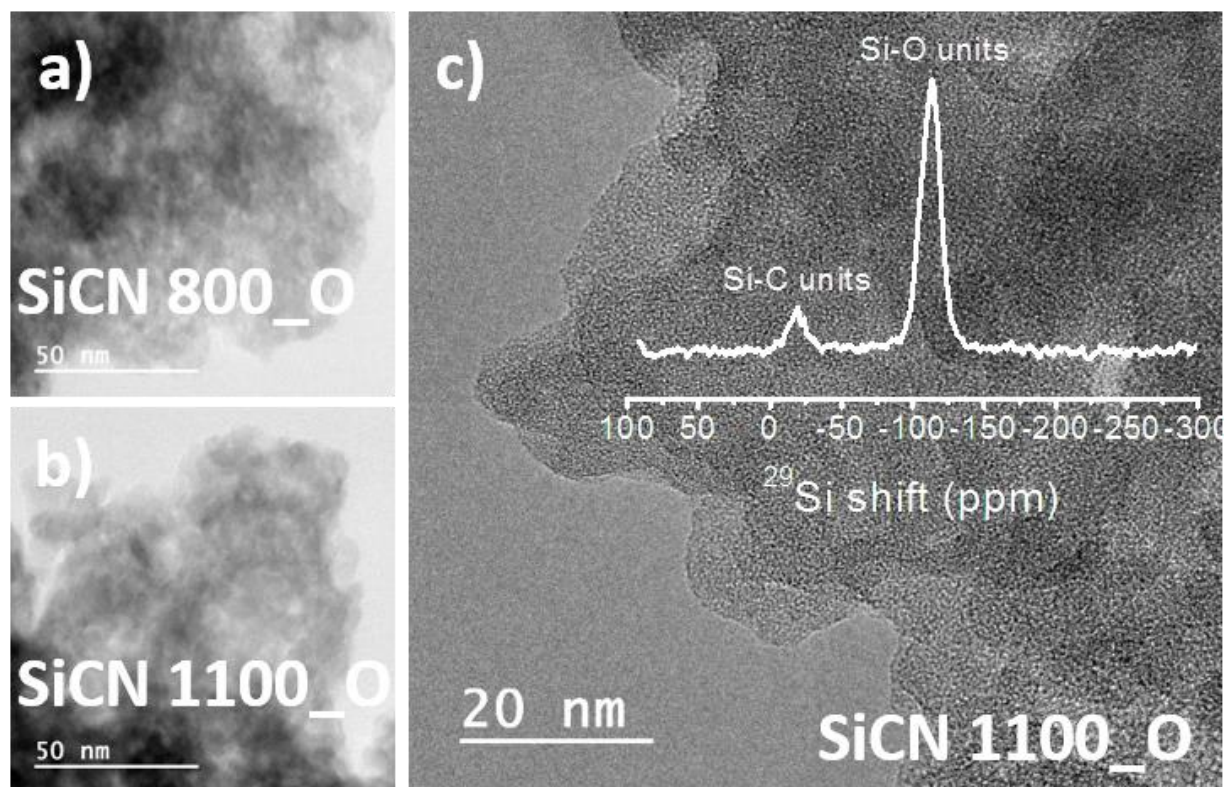 a)
SiCN 800_O
50 nm
b)
SiCN 1100_O
50 nm
c)
Si-O units
Si-C units
100 50 0 -50 -100 -150 -200 -250 -300
²⁹Si shift (ppm)
20 nm
SiCN 1100_O